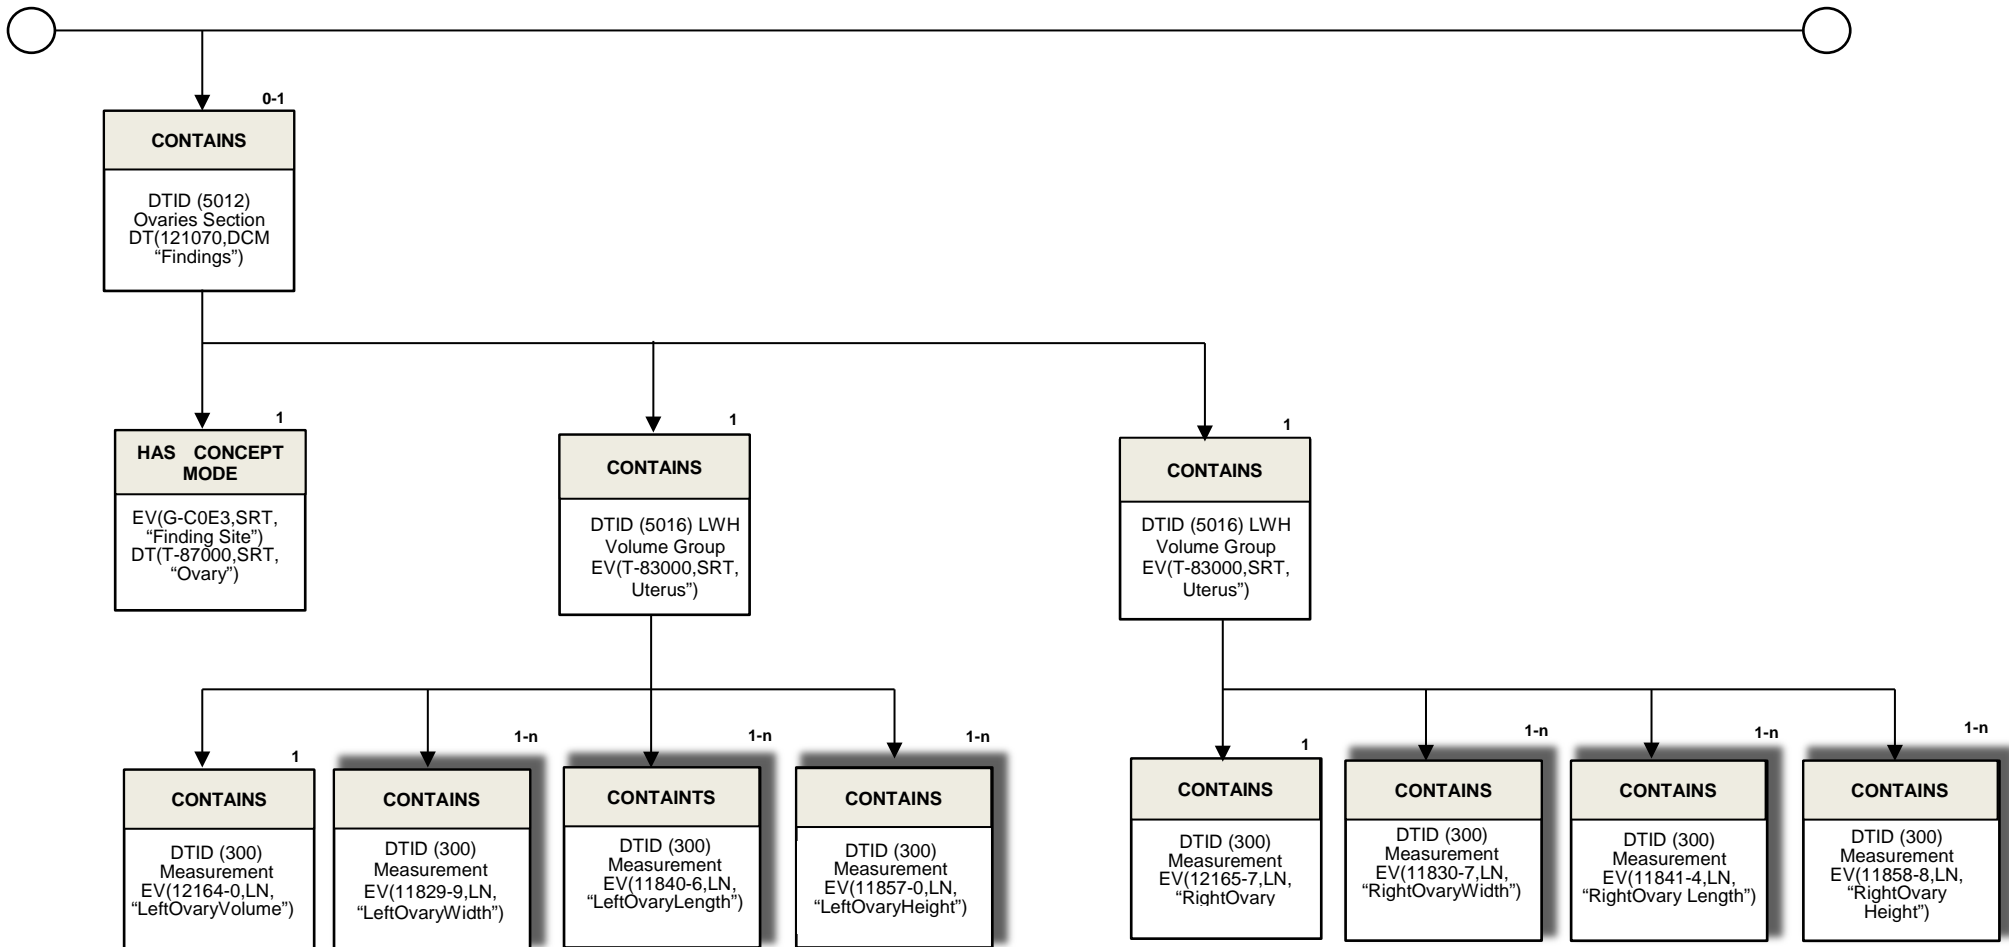 0-1
CONTAINS
DTID (5012)
Ovaries Section
DT(121070,DCM
“Findings”)
1
HAS CONCEPT
MODE
EV(G-C0E3,SRT,
“Finding Site”)
DT(T-87000,SRT,
“Ovary”)
1
CONTAINS
DTID (5016) LWH
Volume Group
EV(T-83000,SRT,
Uterus”)
1
CONTAINS
DTID (5016) LWH
Volume Group
EV(T-83000,SRT,
Uterus”)
1
CONTAINS
DTID (300)
Measurement
EV(12164-0,LN,
“LeftOvaryVolume”)
1-n
CONTAINS
DTID (300)
Measurement
EV(11829-9,LN,
“LeftOvaryWidth”)
1-n
CONTAINTS
DTID (300)
Measurement
EV(11840-6,LN,
“LeftOvaryLength”)
1-n
CONTAINS
DTID (300)
Measurement
EV(11857-0,LN,
“LeftOvaryHeight”)
1
CONTAINS
DTID (300)
Measurement
EV(12165-7,LN,
“RightOvary
1-n
CONTAINS
DTID (300)
Measurement
EV(11830-7,LN,
“RightOvaryWidth”)
1-n
CONTAINS
DTID (300)
Measurement
EV(11841-4,LN,
“RightOvary Length”)
1-n
CONTAINS
DTID (300)
Measurement
EV(11858-8,LN,
“RightOvary
Height”)